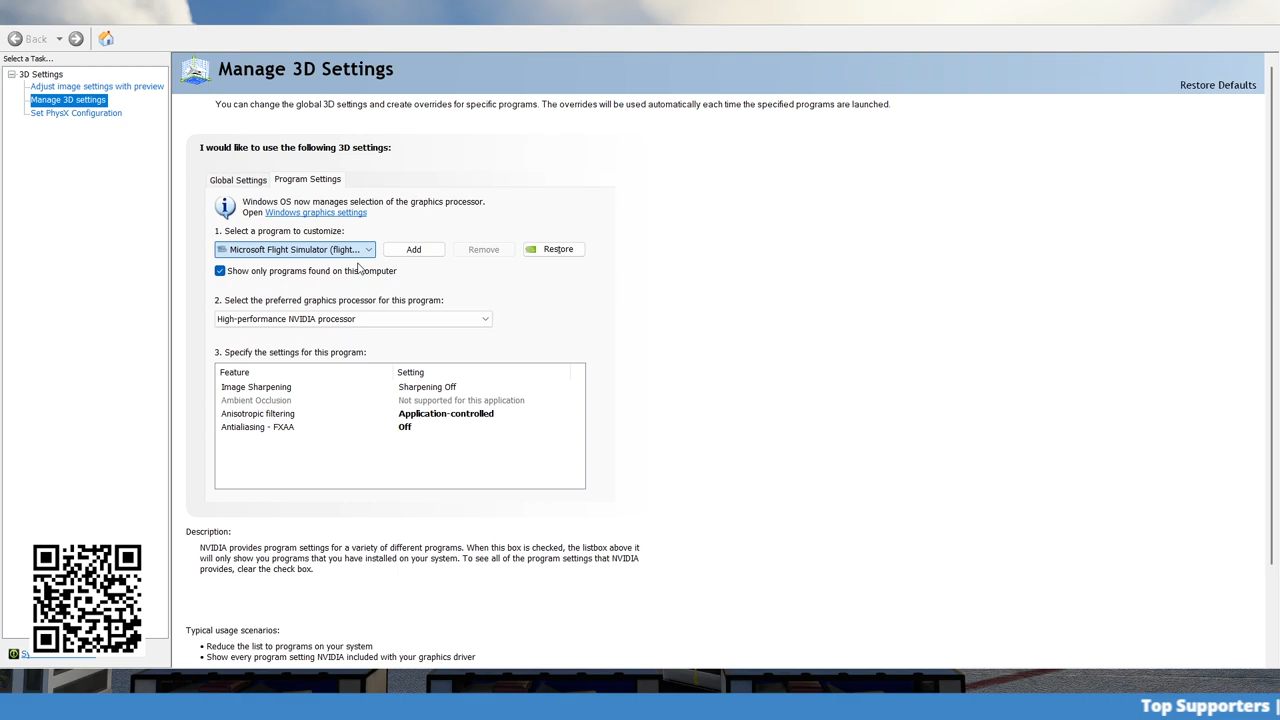 Back
Select a Task...
3D Settings
Adjust image settings with preview
Manage 3D settings
Set PhysX Configuration
Manage 3D Settings
Restore Defaults
You can change the global 3D settings and create overrides for specific programs. The overrides will be used automatically each time the specified programs are launched.
I would like to use the following 3D settings:
Global Settings
Program Settings
Windows OS now manages selection of the graphics processor.
Open Windows graphics settings
1. Select a program to customize:
Microsoft Flight Simulator (flight...
Add
Remove
Restore
Show only programs found on this computer
2. Select the preferred graphics processor for this program:
High-performance NVIDIA processor
3. Specify the settings for this program:
Feature Setting
Image Sharpening Sharpening Off
Ambient Occlusion Not supported for this application
Anisotropic filtering Application-controlled
Antialiasing - FXAA Off
Description:
NVIDIA provides program settings for a variety of different programs. When this box is checked, the listbox above it
will only show you programs that you have installed on your system. To see all of the program settings that NVIDIA
provides, clear the check box.
Typical usage scenarios:
• Reduce the list to programs on your system
• Show every program setting NVIDIA included with your graphics driver
Top Supporters |